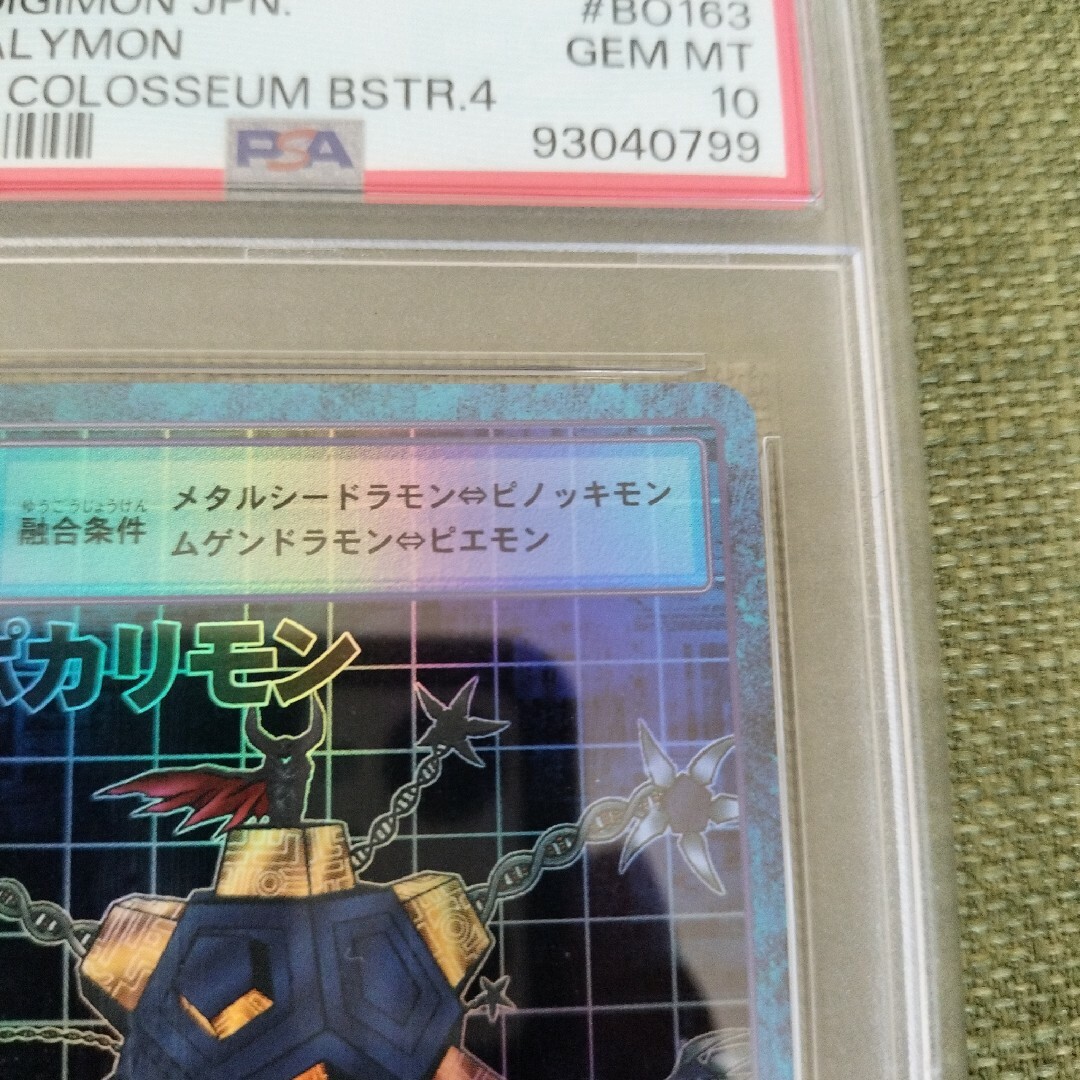 DIGIMON JPN. #BO163
ALYMON GEM MT
COLOSSEUM BSTR.4 10
PSA 93040799
ゆうごうじょうけん
融合条件
メタルシードラモン⇔ピノッキモン
ムゲンドラモン⇔ピエモン
ポカリモン